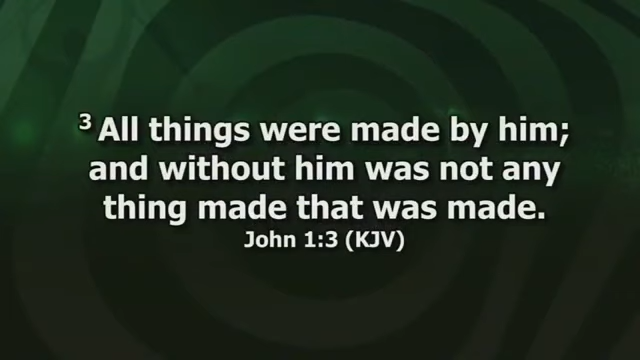 3 All things were made by him;
and without him was not any
thing made that was made.
John 1:3 (KJV)